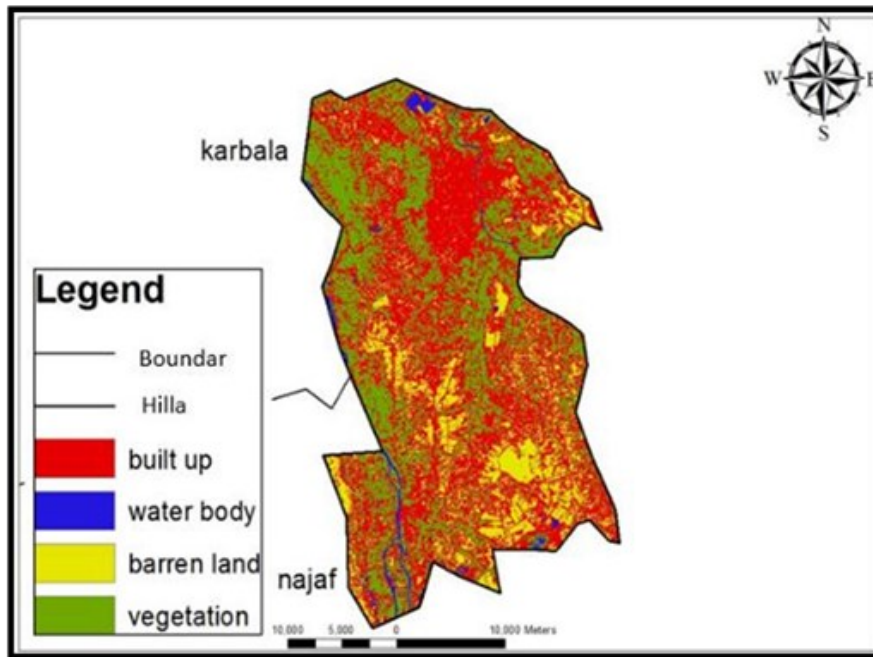 N
W E
S
karbala
Legend
Boundar
Hilla
built up
water body
barren land
vegetation
najaf
10,000 5,000 0 10,000 Meters